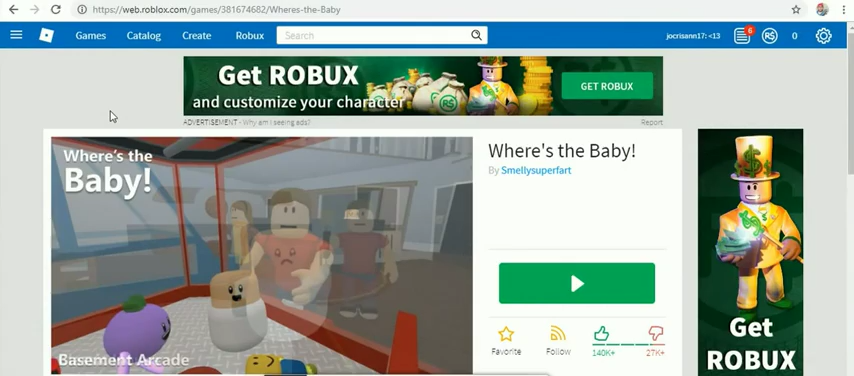 https://web.roblox.com/games/381674682/Wheres-the-Baby
Games
Catalog
Create
Robux
Search
jocrisann17: <13
6
R$
0
Get ROBUX
and customize your character
GET ROBUX
ADVERTISEMENT - Why am I seeing ads?
Report
Where's the
Baby!
Basement Arcade
Where's the Baby!
By Smellysuperfart
Favorite
Follow
140K+
27K+
Get
ROBUX